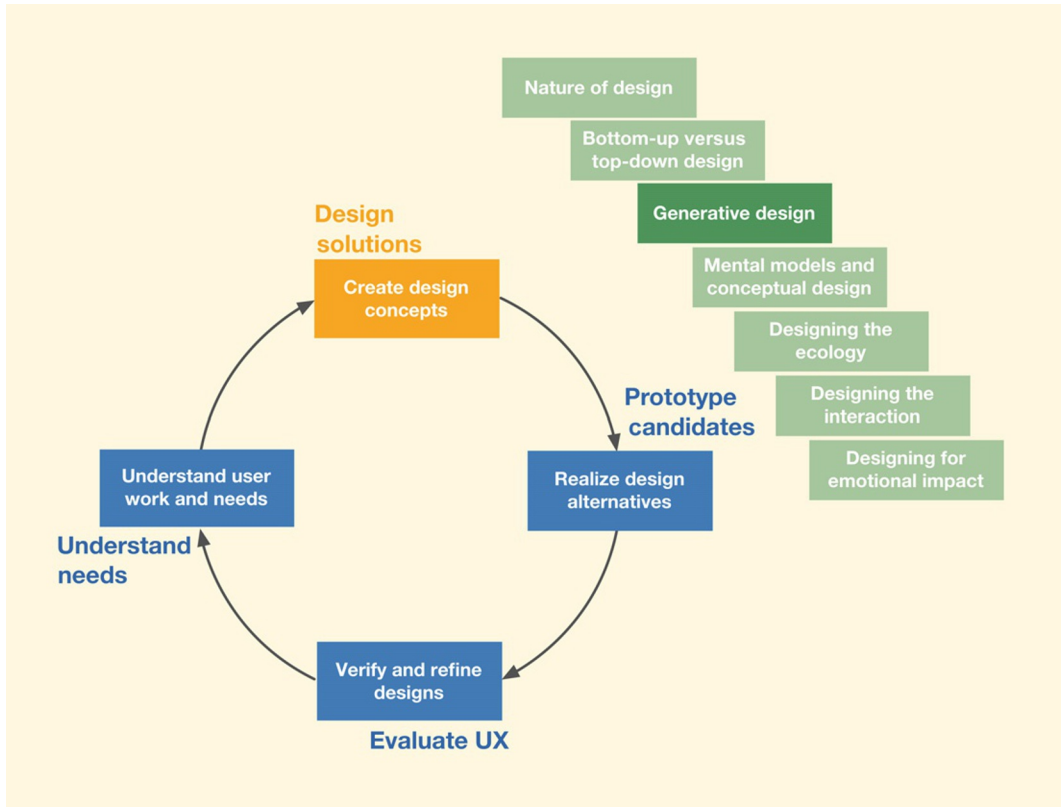 Nature of design
Bottom-up versus
top-down design
Generative design
Mental models and
conceptual design
Designing the
ecology
Designing the
interaction
Designing for
emotional impact
Design
solutions
Create design
concepts
Prototype
candidates
Realize design
alternatives
Understand user
work and needs
Understand
needs
Verify and refine
designs
Evaluate UX